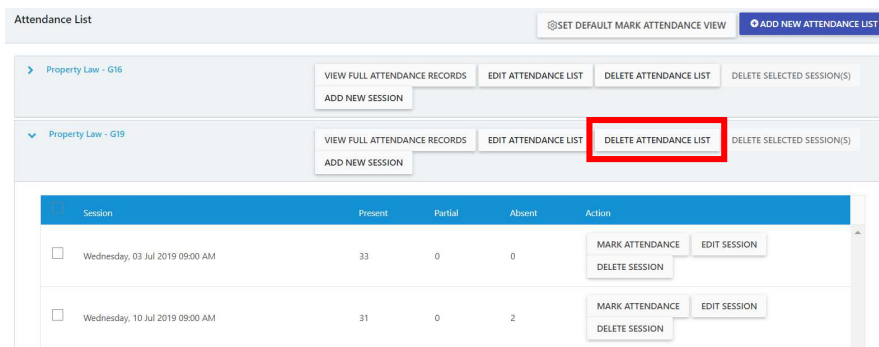 Attendance List
SET DEFAULT MARK ATTENDANCE VIEW
ADD NEW ATTENDANCE LIST
Property Law - G16
VIEW FULL ATTENDANCE RECORDS EDIT ATTENDANCE LIST DELETE ATTENDANCE LIST DELETE SELECTED SESSION(S)
ADD NEW SESSION
Property Law - G19
VIEW FULL ATTENDANCE RECORDS EDIT ATTENDANCE LIST DELETE ATTENDANCE LIST DELETE SELECTED SESSION(S)
ADD NEW SESSION
Session Present Partial Absent Action
Wednesday, 03 Jul 2019 09:00 AM 33 0 0
MARK ATTENDANCE EDIT SESSION
DELETE SESSION
Wednesday, 10 Jul 2019 09:00 AM 31 0 2
MARK ATTENDANCE EDIT SESSION
DELETE SESSION